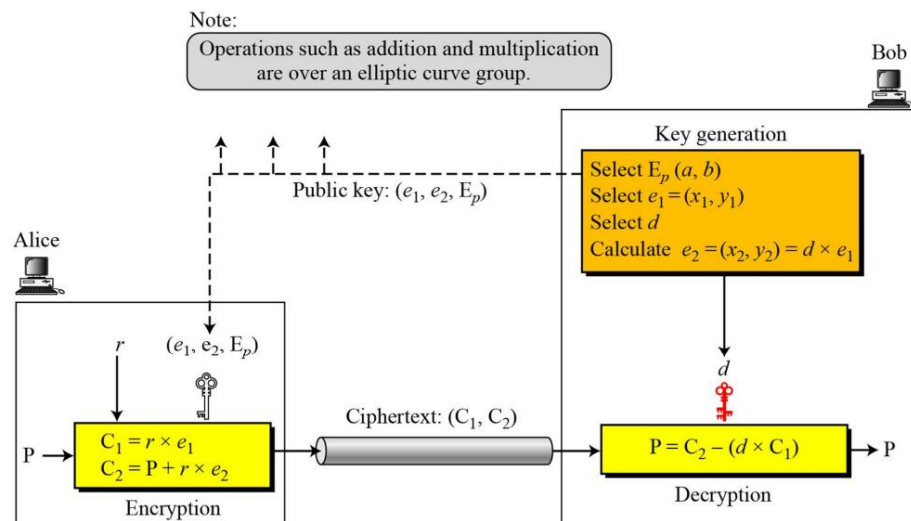 Note:
Operations such as addition and multiplication
are over an elliptic curve group.
Bob
Key generation
Select E_p (a, b)
Select e_1 = (x_1, y_1)
Select d
Calculate e_2 = (x_2, y_2) = d × e_1
Public key: (e_1, e_2, E_p)
Alice
r
(e_1, e_2, E_p)
d
Ciphertext: (C_1, C_2)
P
C_1 = r × e_1
C_2 = P + r × e_2
Encryption
P = C_2 − (d × C_1)
P
Decryption